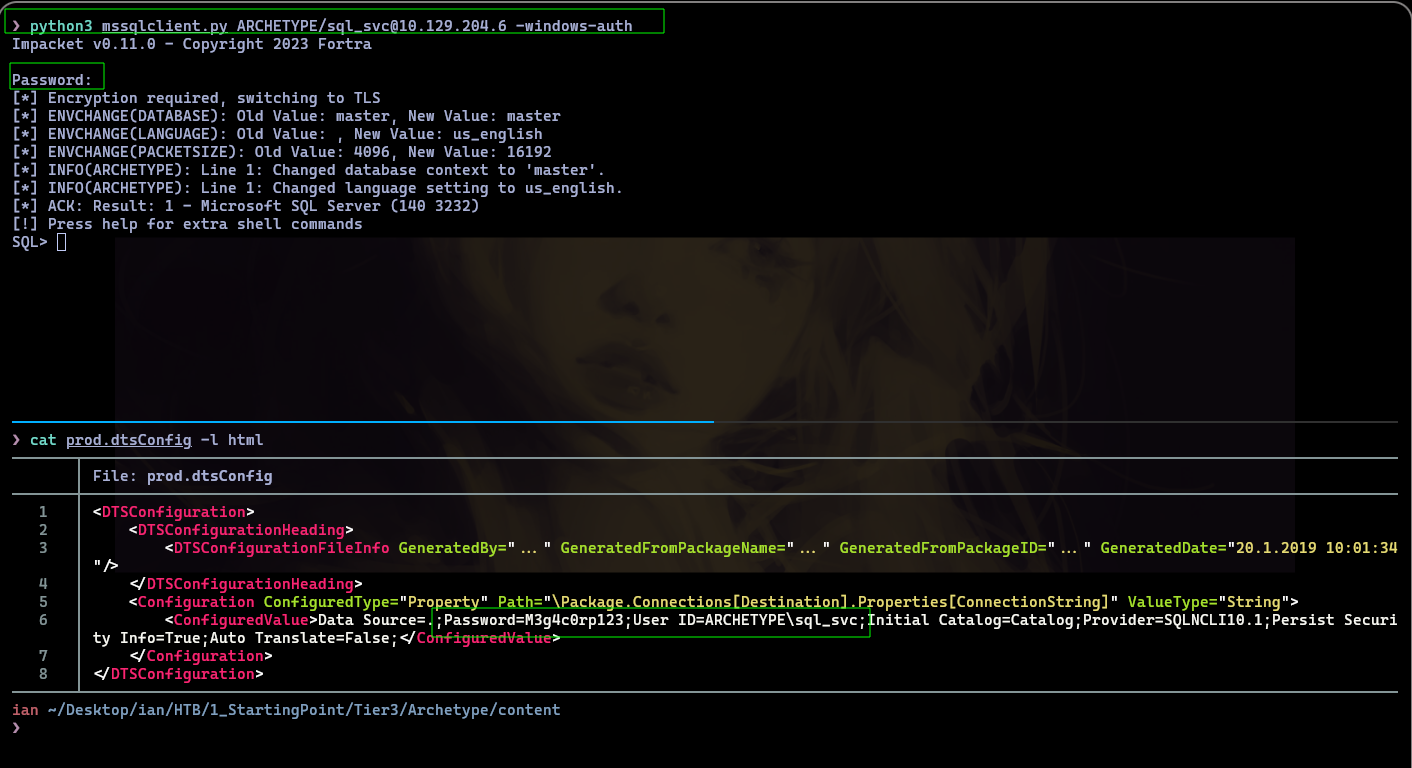 ❯ python3 mssqlclient.py ARCHETYPE/sql_svc@10.129.204.6 -windows-auth
Impacket v0.11.0 - Copyright 2023 Fortra
Password:
[*] Encryption required, switching to TLS
[*] ENVCHANGE(DATABASE): Old Value: master, New Value: master
[*] ENVCHANGE(LANGUAGE): Old Value: , New Value: us_english
[*] ENVCHANGE(PACKETSIZE): Old Value: 4096, New Value: 16192
[*] INFO(ARCHETYPE): Line 1: Changed database context to 'master'.
[*] INFO(ARCHETYPE): Line 1: Changed language setting to us_english.
[*] ACK: Result: 1 - Microsoft SQL Server (140 3232)
[!] Press help for extra shell commands
SQL>
❯ cat prod.dtsConfig -l html
File: prod.dtsConfig
1 <DTSConfiguration>
2 <DTSConfigurationHeading>
3 <DTSConfigurationFileInfo GeneratedBy="..." GeneratedFromPackageName="..." GeneratedFromPackageID="..." GeneratedDate="20.1.2019 10:01:34
"/>
4 </DTSConfigurationHeading>
5 <Configuration ConfiguredType="Property" Path="\Package.Connections[Destination].Properties[ConnectionString]" ValueType="String">
6 <ConfiguredValue>Data Source=.;Password=M3g4c0rp123;User ID=ARCHETYPE\sql_svc;Initial Catalog=Catalog;Provider=SQLNCLI10.1;Persist Securi
ty Info=True;Auto Translate=False;</ConfiguredValue>
7 </Configuration>
8 </DTSConfiguration>
ian ~/Desktop/ian/HTB/1_StartingPoint/Tier3/Archetype/content
❯